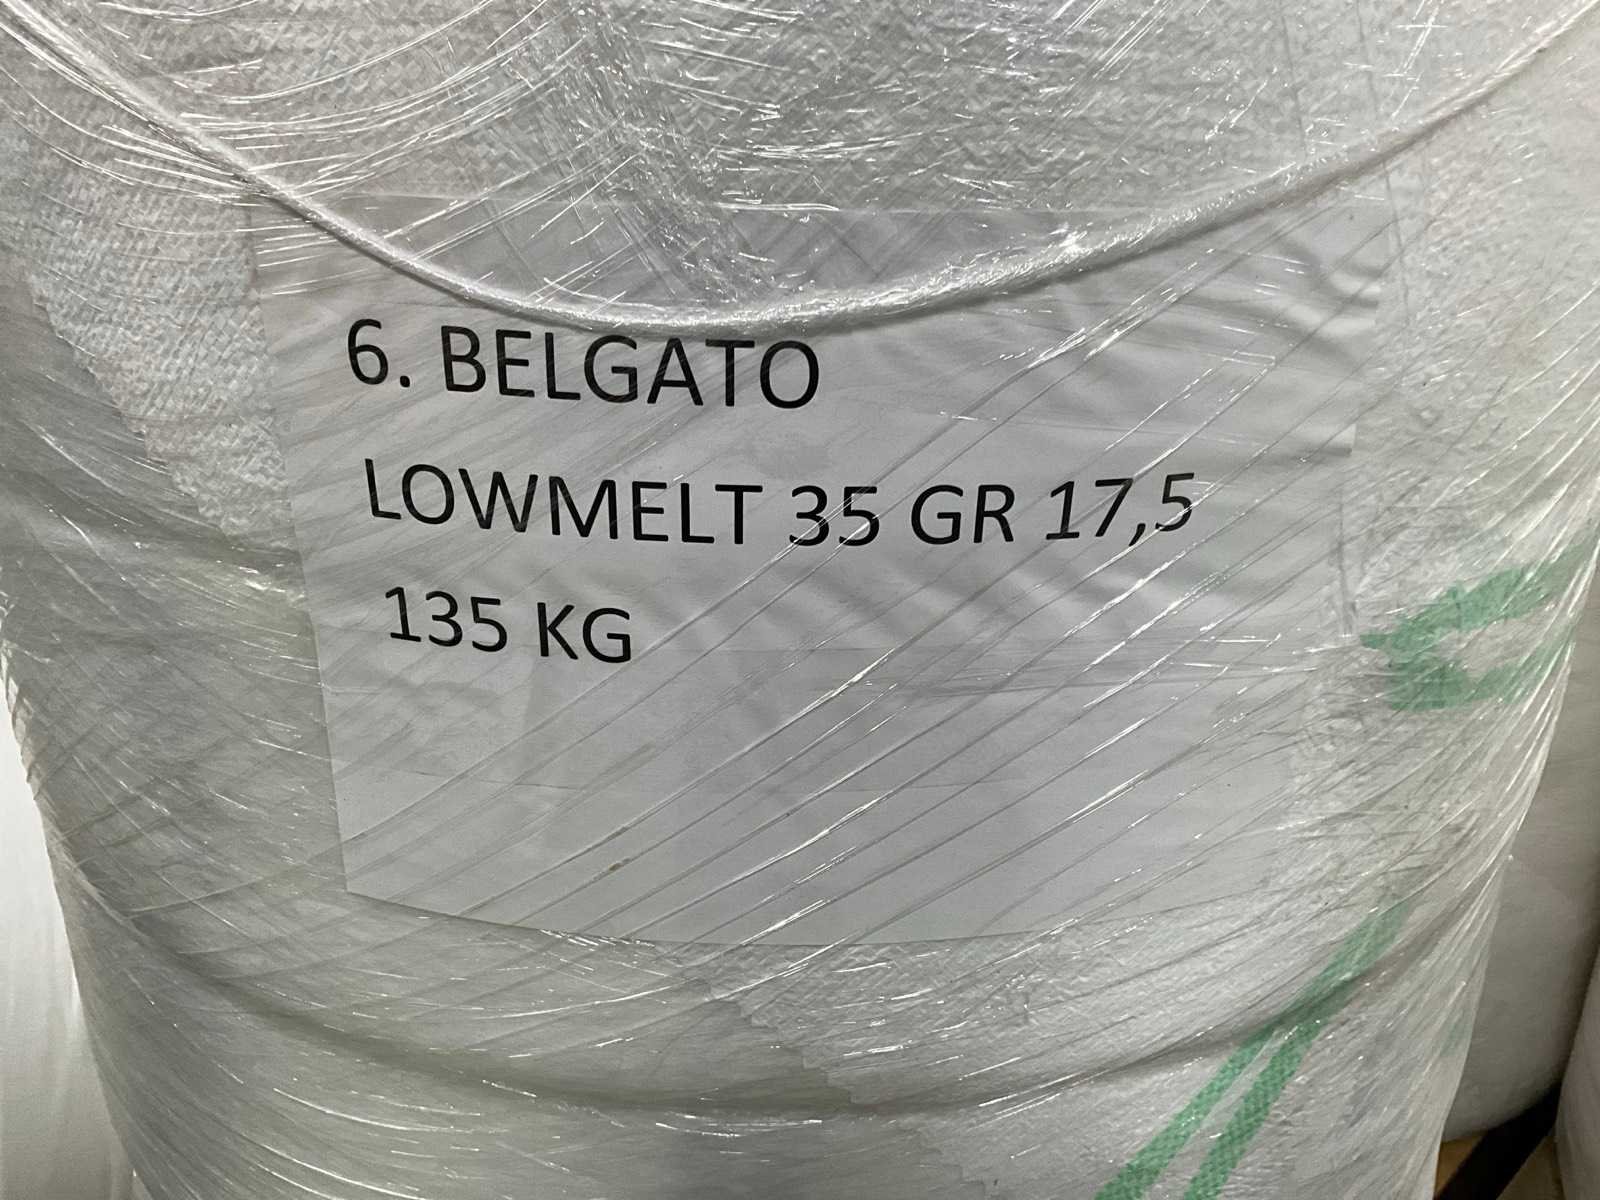 6. BELGATO
LOWMELT 35 GR 17,5
135 KG